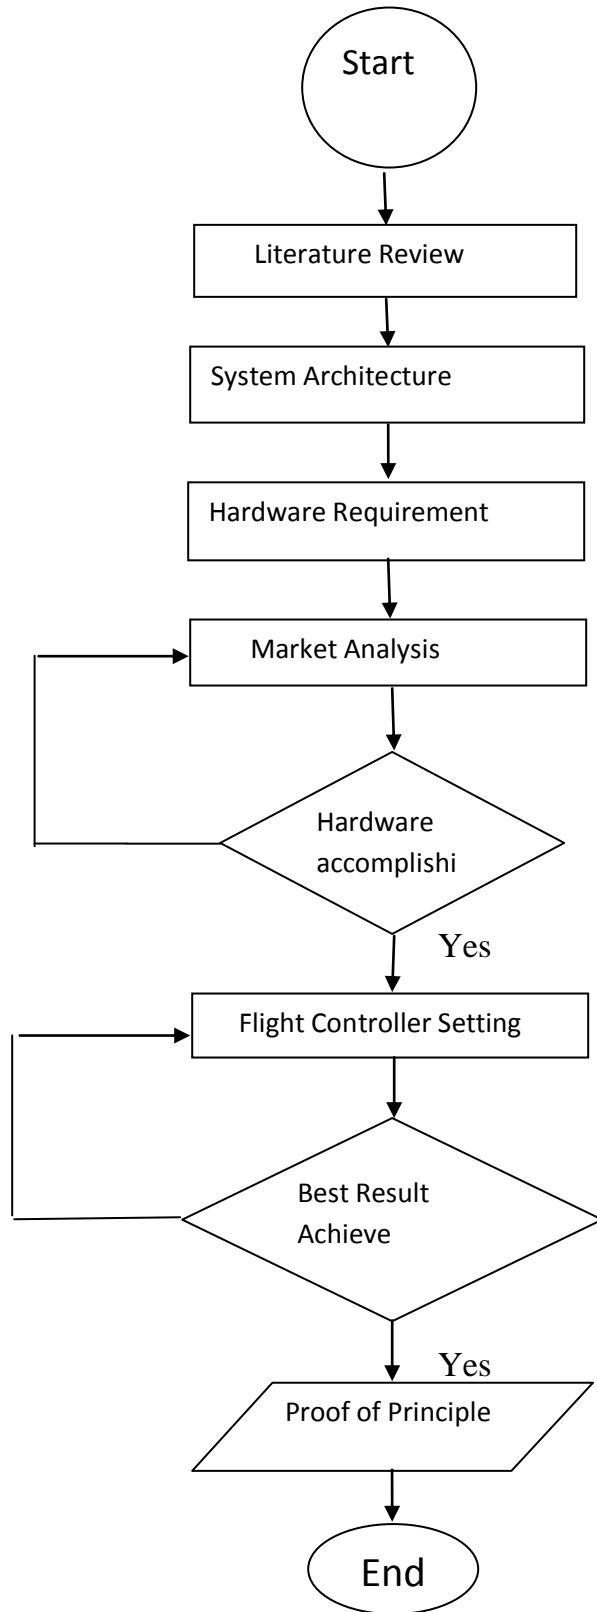 Start
Literature Review
System Architecture
Hardware Requirement
Market Analysis
Hardware
accomplishi
Yes
Flight Controller Setting
Best Result
Achieve
Yes
Proof of Principle
End